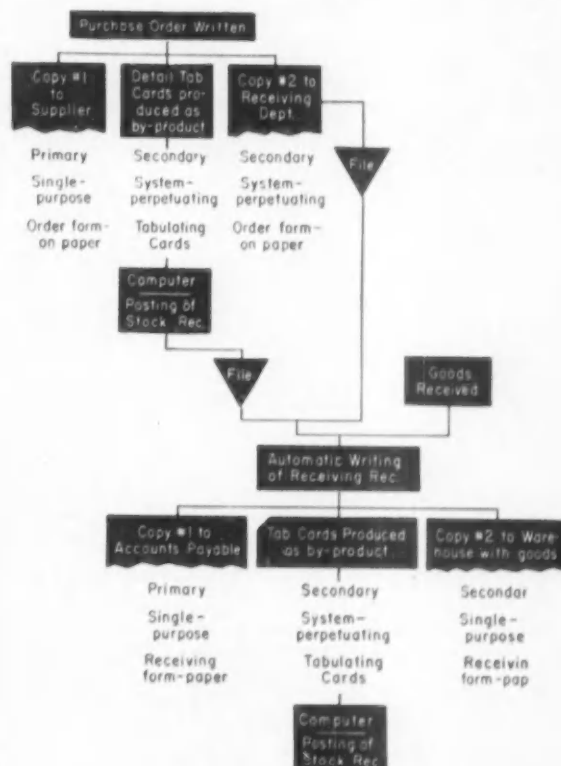 Purchase Order Written
Copy #1
to
Supplier
Detail Tab
Cards pro-
duced as
by-product
Copy #2 to
Receiving
Dept.
File
Primary
Single-
purpose
Order form-
on paper
Secondary
System-
perpetuating
Tabulating
Cards
Secondary
System-
perpetuating
Order form-
on paper
Computer
Posting of
Stock Rec.
File
Goods
Received
Automatic Writing
of Receiving Rec.
Copy #1 to
Accounts Payable
Tab Cards Produced
as by-product
Copy #2 to Ware-
house with goods
Primary
Single-
purpose
Receiving
form-paper
Secondary
System-
perpetuating
Tabulating
Cards
Secondar
Single-
purpose
Receivin
form-pap
Computer
Posting of
Stock Rec